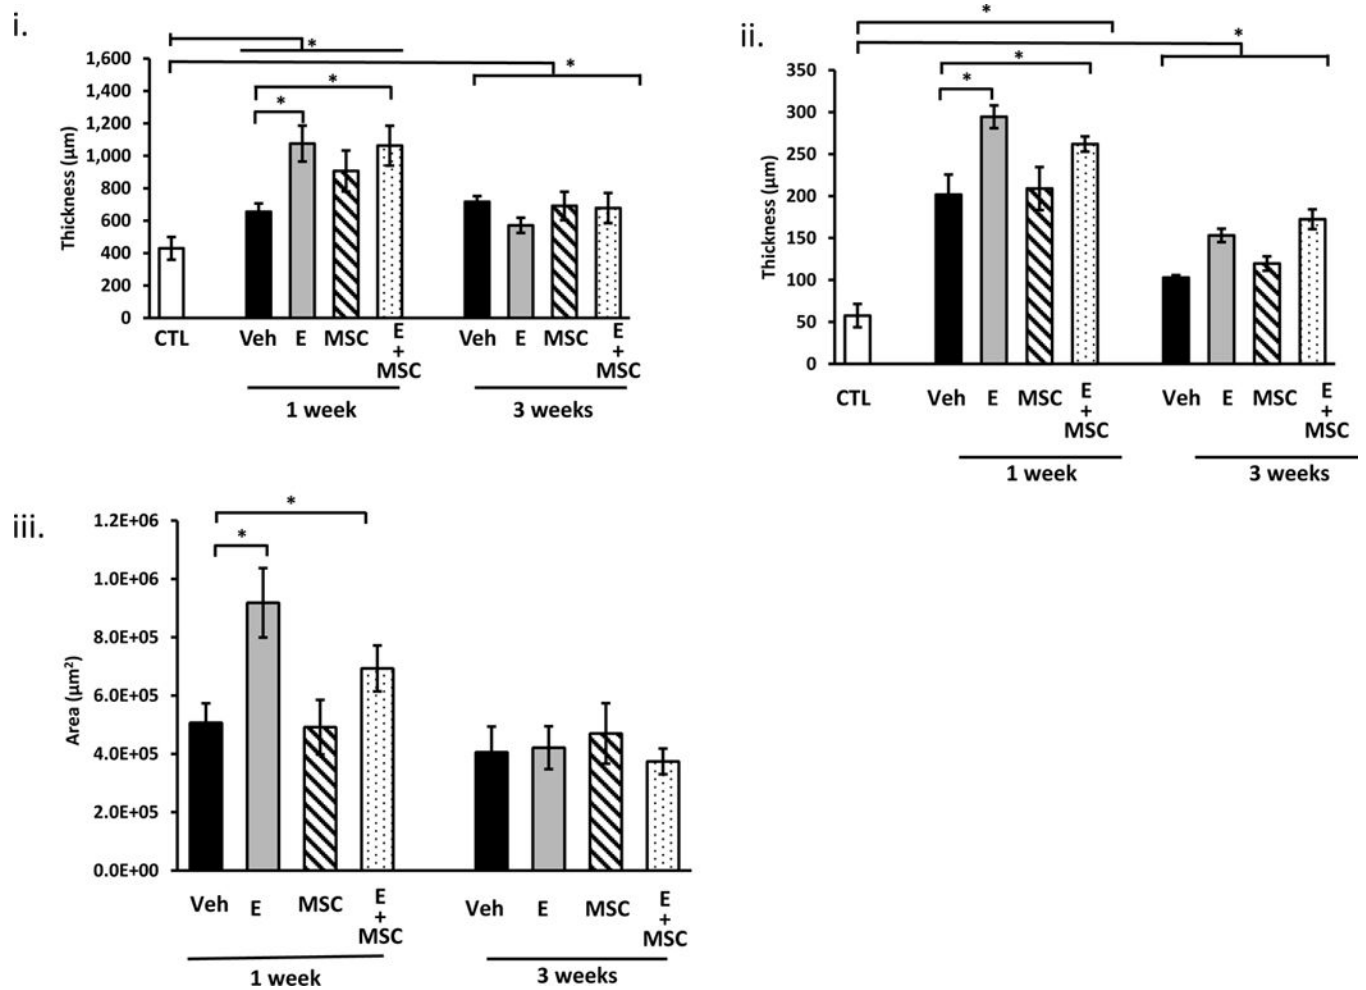 i.
*
*
*
*
Thickness (µm)
1,600
1,400
1,200
1,000
800
600
400
200
0
CTL
Veh E MSC E + MSC
Veh E MSC E + MSC
1 week
3 weeks
ii.
*
*
*
*
Thickness (µm)
350
300
250
200
150
100
50
0
CTL
Veh E MSC E + MSC
Veh E MSC E + MSC
1 week
3 weeks
iii.
*
*
Area (µm²)
1.2E+06
1.0E+06
8.0E+05
6.0E+05
4.0E+05
2.0E+05
0.0E+00
Veh E MSC E + MSC
Veh E MSC E + MSC
1 week
3 weeks